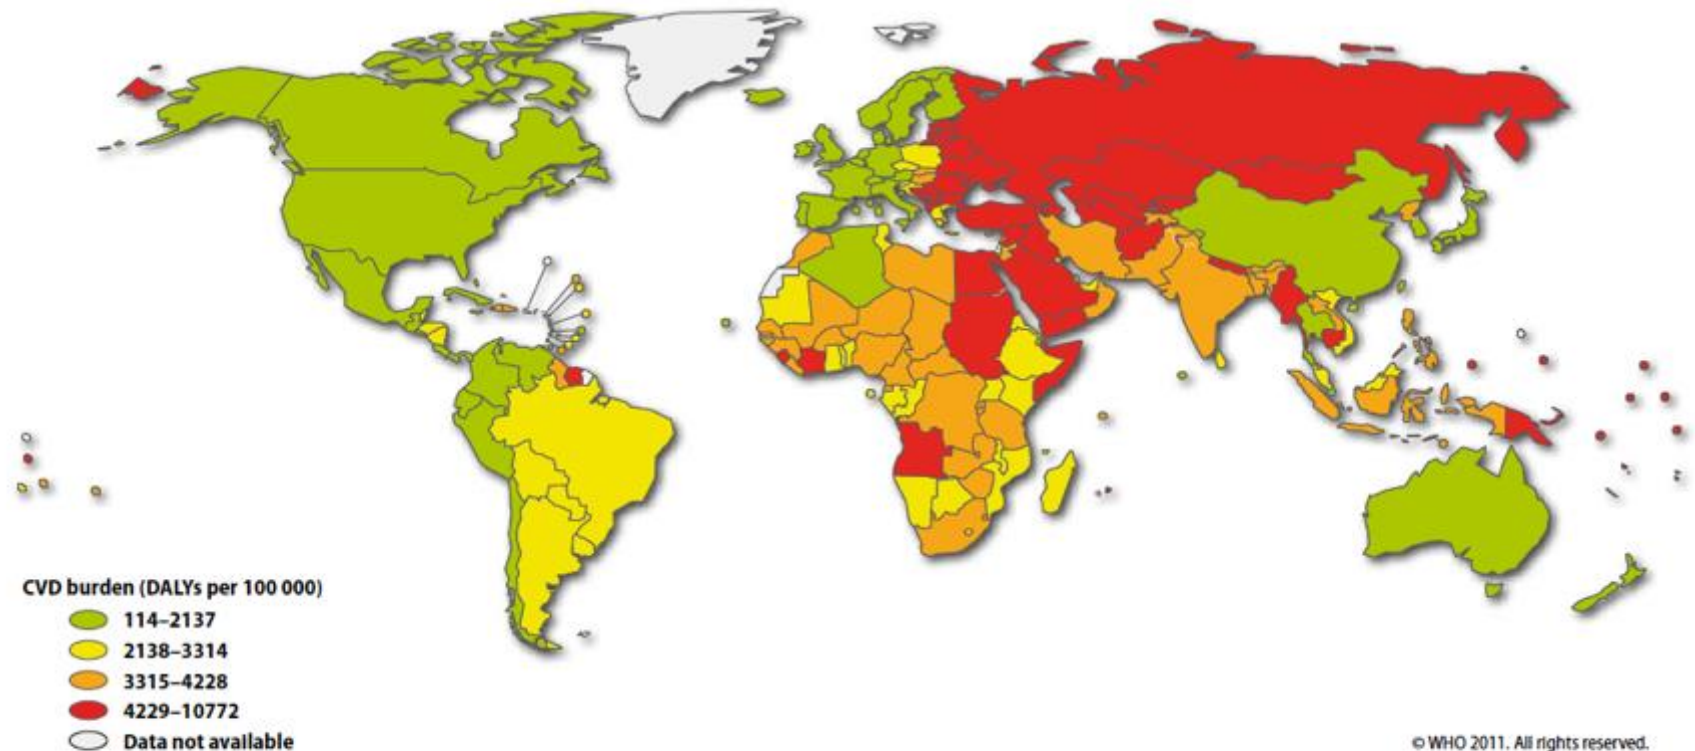 CVD burden (DALYs per 100 000)
114–2137
2138–3314
3315–4228
4229–10772
Data not available
© WHO 2011. All rights reserved.